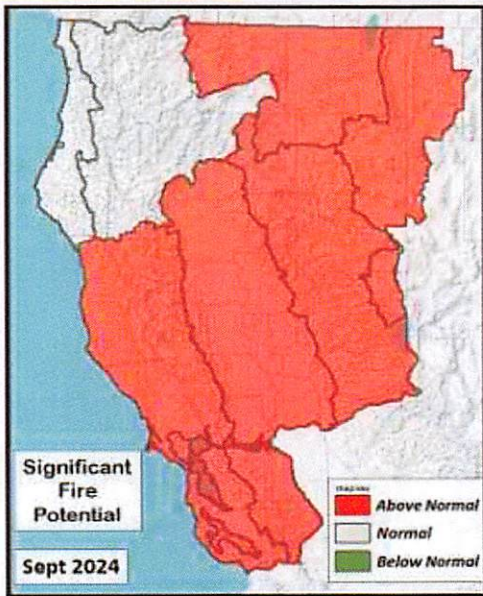 Significant
Fire
Potential
Sept 2024
Above Normal
Normal
Below Normal